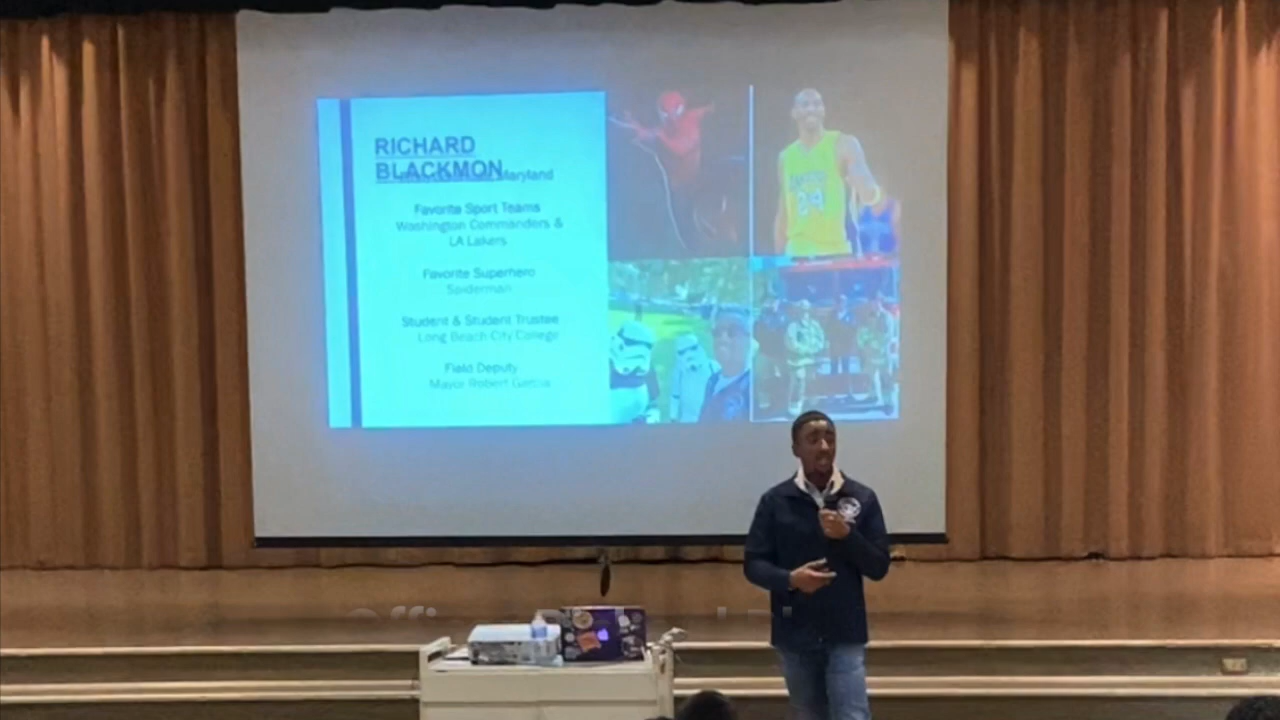 RICHARD
BLACKMON
Maryland
Favorite Sport Teams
Washington Commanders &
LA Lakers
Favorite Superhero
Spiderman
Student & Student Trustee
Long Beach City College
Field Deputy
Mayor Robert Garcia
24